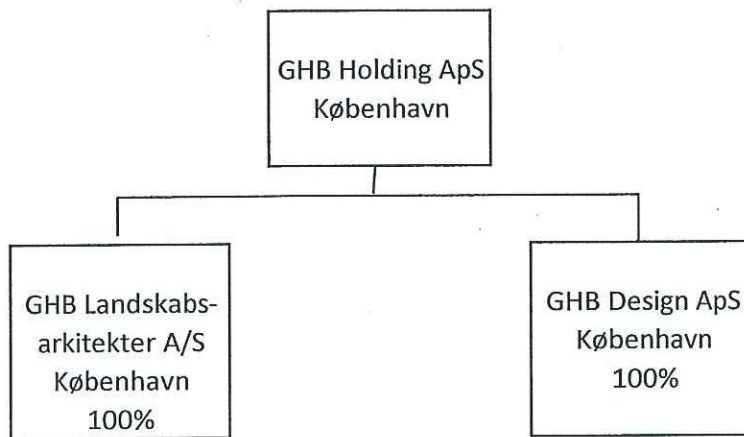 GHB Holding ApS
København
GHB Landskabs-
arkitekter A/S
København
100%
GHB Design ApS
København
100%